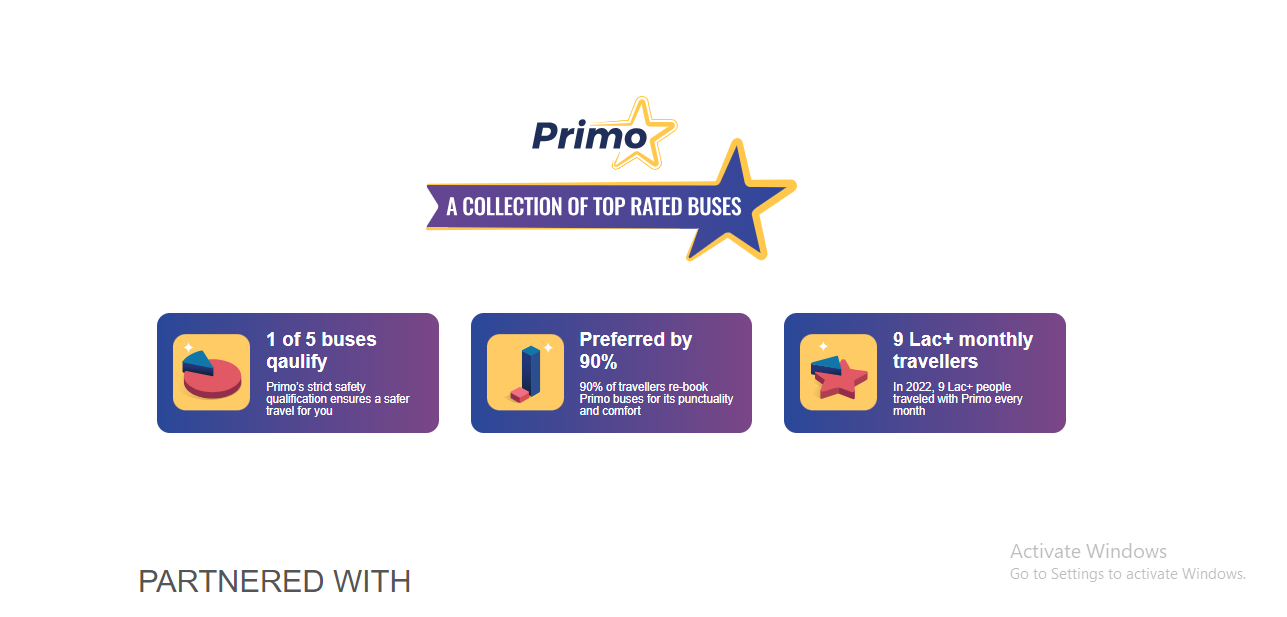 Primo
A COLLECTION OF TOP RATED BUSES
1 of 5 buses
qaulify
Primo's strict safety
qualification ensures a safer
travel for you
Preferred by
90%
90% of travellers re-book
Primo buses for its punctuality
and comfort
9 Lac+ monthly
travellers
In 2022, 9 Lac+ people
traveled with Primo every
month
PARTNERED WITH
Activate Windows
Go to Settings to activate Windows.